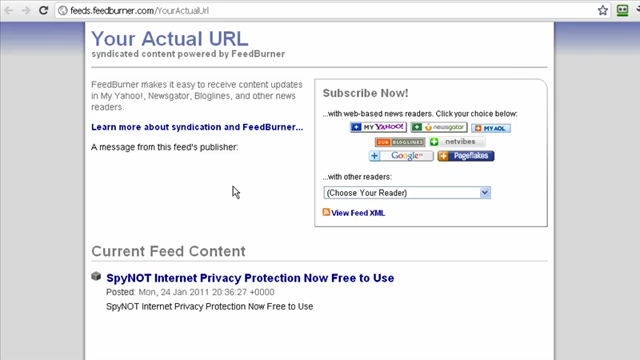 feeds.feedburner.com/YourActualUrl
Your Actual URL
syndicated content powered by FeedBurner
FeedBurner makes it easy to receive content updates
in My Yahoo!, Newsgator, Bloglines, and other news
readers.
Learn more about syndication and FeedBurner...
A message from this feed's publisher:
Subscribe Now!
...with web-based news readers. Click your choice below:
MY YAHOO! newsgator MY AOL
SUB BLOGLINES netvibes
Google Pageflakes
...with other readers:
(Choose Your Reader)
View Feed XML
Current Feed Content
SpyNOT Internet Privacy Protection Now Free to Use
Posted: Mon, 24 Jan 2011 20:36:27 +0000
SpyNOT Internet Privacy Protection Now Free to Use